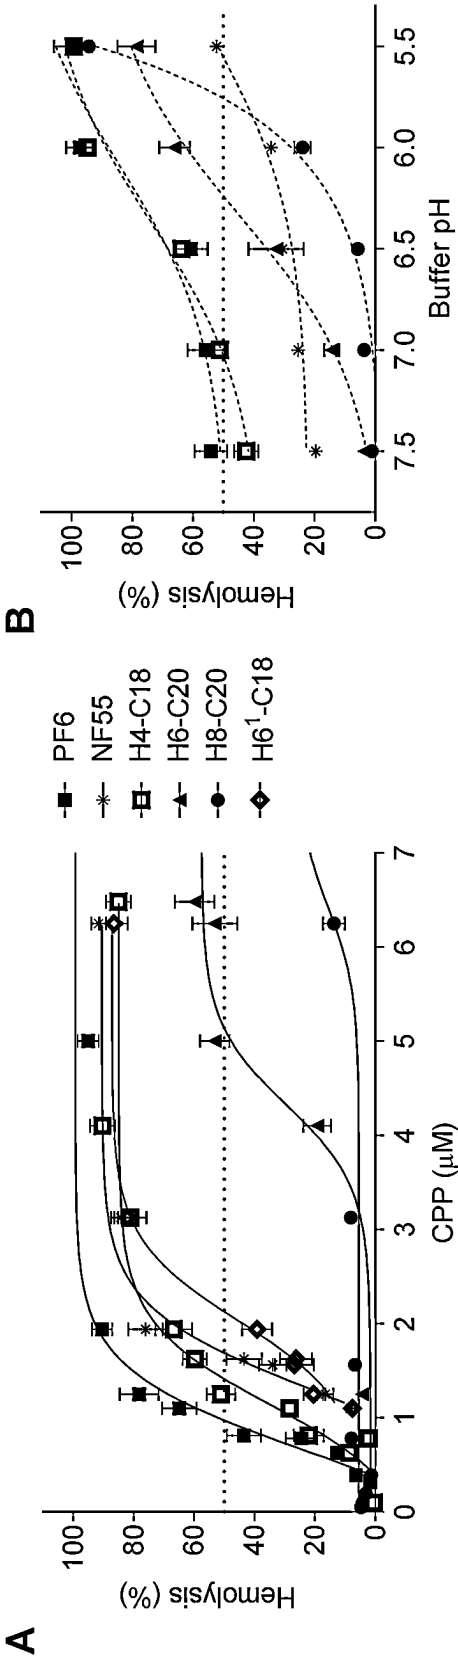 A
Hemolysis (%)
100
80
60
40
20
0
0 1 2 3 4 5 6 7
CPP (μM)
PF6
NF55
H4-C18
H6-C20
H8-C20
H6¹-C18
B
Hemolysis (%)
100
80
60
40
20
0
7.5 7.0 6.5 6.0 5.5
Buffer pH